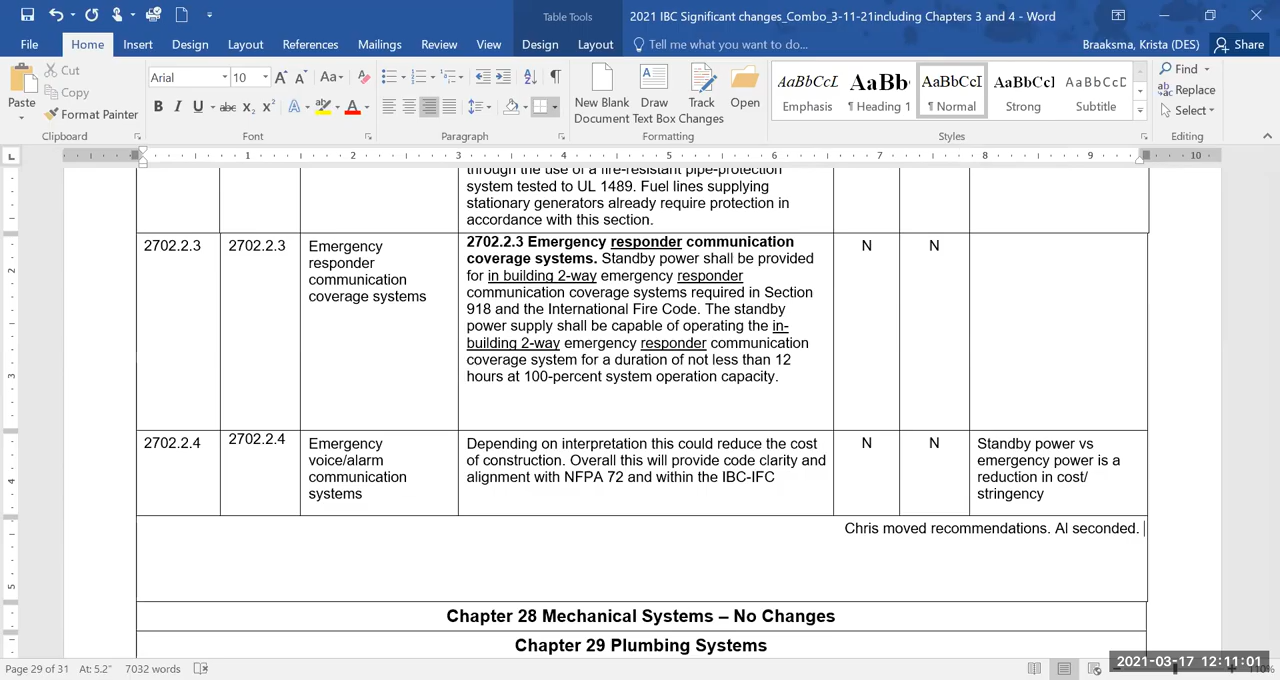 Table Tools
2021 IBC Significant changes_Combo_3-11-21including Chapters 3 and 4 - Word
File Home Insert Design Layout References Mailings Review View Design Layout Tell me what you want to do... Braaksma, Krista (DES) Share
Paste
Cut
Copy
Format Painter
Clipboard
Arial 10
Font
Paragraph
New Blank Document
Draw Text Box
Track Changes
Open
Formatting
AaBbCcL AaBb AaBbCcI AaBbCcI AaBbCcD
Emphasis ¶ Heading 1 ¶ Normal Strong Subtitle
Styles
Find
Replace
Select
Editing
1 2 3 4 5 6 7 8 9 10
through the use of a fire-resistant pipe-protection
system tested to UL 1489. Fuel lines supplying
stationary generators already require protection in
accordance with this section.
2702.2.3
2702.2.3
Emergency
responder
communication
coverage systems
2702.2.3 Emergency responder communication
coverage systems. Standby power shall be provided
for in building 2-way emergency responder
communication coverage systems required in Section
918 and the International Fire Code. The standby
power supply shall be capable of operating the in-
building 2-way emergency responder communication
coverage system for a duration of not less than 12
hours at 100-percent system operation capacity.
N
N
2702.2.4
2702.2.4
Emergency
voice/alarm
communication
systems
Depending on interpretation this could reduce the cost
of construction. Overall this will provide code clarity and
alignment with NFPA 72 and within the IBC-IFC
N
N
Standby power vs
emergency power is a
reduction in cost/
stringency
Chris moved recommendations. Al seconded.
Chapter 28 Mechanical Systems – No Changes
Chapter 29 Plumbing Systems
Page 29 of 31 At: 5.2" 7032 words
2021-03-17 12:11:01